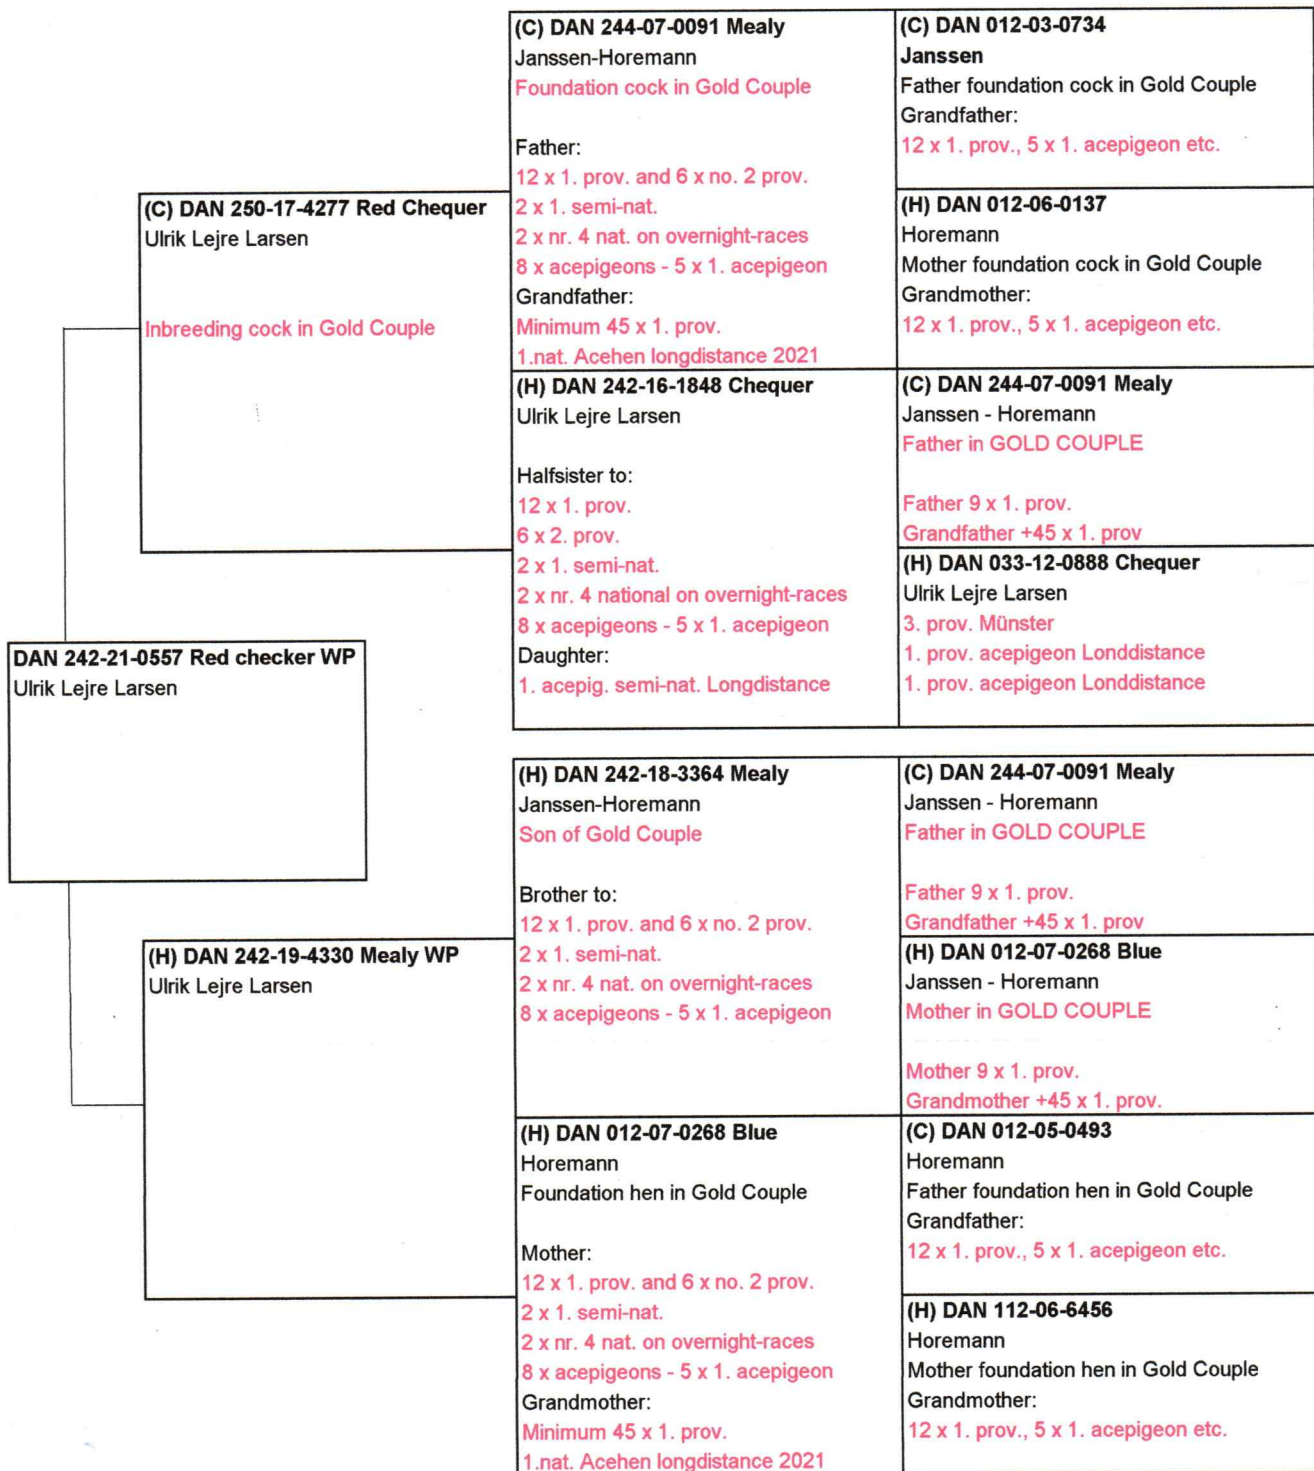 (C) DAN 244-07-0091 Mealy
Janssen-Horemann
Foundation cock in Gold Couple
Father:
12 x 1. prov. and 6 x no. 2 prov.
2 x 1. semi-nat.
2 x nr. 4 nat. on overnight-races
8 x acepigeons - 5 x 1. acepigeon
Grandfather:
Minimum 45 x 1. prov.
1.nat. Acehen longdistance 2021
(C) DAN 012-03-0734
Janssen
Father foundation cock in Gold Couple
Grandfather:
12 x 1. prov., 5 x 1. acepigeon etc.
(H) DAN 012-06-0137
Horemann
Mother foundation cock in Gold Couple
Grandmother:
12 x 1. prov., 5 x 1. acepigeon etc.
(C) DAN 250-17-4277 Red Chequer
Ulrik Lejre Larsen
Inbreeding cock in Gold Couple
(H) DAN 242-16-1848 Chequer
Ulrik Lejre Larsen
Halfsister to:
12 x 1. prov.
6 x 2. prov.
2 x 1. semi-nat.
2 x nr. 4 national on overnight-races
8 x acepigeons - 5 x 1. acepigeon
Daughter:
1. acepig. semi-nat. Longdistance
(C) DAN 244-07-0091 Mealy
Janssen - Horemann
Father in GOLD COUPLE
Father 9 x 1. prov.
Grandfather +45 x 1. prov
(H) DAN 033-12-0888 Chequer
Ulrik Lejre Larsen
3. prov. Münster
1. prov. acepigeon Londdistance
1. prov. acepigeon Londdistance
DAN 242-21-0557 Red checker WP
Ulrik Lejre Larsen
(H) DAN 242-18-3364 Mealy
Janssen-Horemann
Son of Gold Couple
Brother to:
12 x 1. prov. and 6 x no. 2 prov.
2 x 1. semi-nat.
2 x nr. 4 nat. on overnight-races
8 x acepigeons - 5 x 1. acepigeon
(C) DAN 244-07-0091 Mealy
Janssen - Horemann
Father in GOLD COUPLE
Father 9 x 1. prov.
Grandfather +45 x 1. prov
(H) DAN 012-07-0268 Blue
Janssen - Horemann
Mother in GOLD COUPLE
Mother 9 x 1. prov.
Grandmother +45 x 1. prov.
(H) DAN 242-19-4330 Mealy WP
Ulrik Lejre Larsen
(H) DAN 012-07-0268 Blue
Horemann
Foundation hen in Gold Couple
Mother:
12 x 1. prov. and 6 x no. 2 prov.
2 x 1. semi-nat.
2 x nr. 4 nat. on overnight-races
8 x acepigeons - 5 x 1. acepigeon
Grandmother:
Minimum 45 x 1. prov.
1.nat. Acehen longdistance 2021
(C) DAN 012-05-0493
Horemann
Father foundation hen in Gold Couple
Grandfather:
12 x 1. prov., 5 x 1. acepigeon etc.
(H) DAN 112-06-6456
Horemann
Mother foundation hen in Gold Couple
Grandmother:
12 x 1. prov., 5 x 1. acepigeon etc.